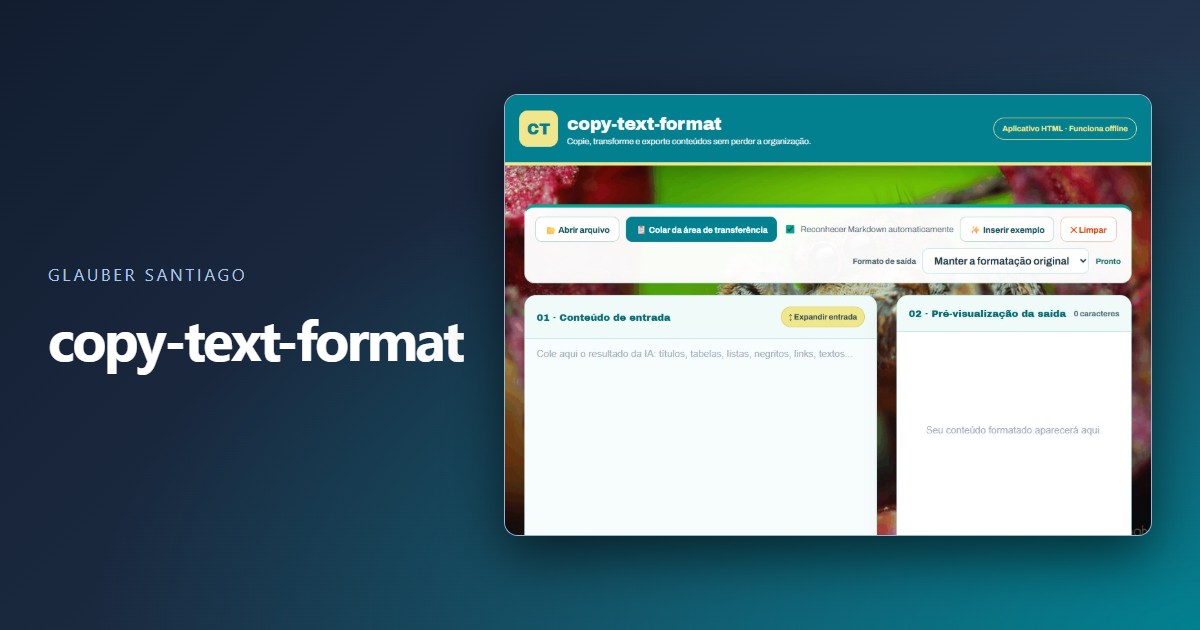 GLAUBER SANTIAGO
copy-text-format
CT
copy-text-format
Copie, transforme e exporte conteúdos sem perder a organização.
Aplicativo HTML · Funciona offline
Abrir arquivo
Colar da área de transferência
Reconhecer Markdown automaticamente
Inserir exemplo
Limpar
Formato de saída
Manter a formatação original
Pronto
01 · Conteúdo de entrada
Expandir entrada
Cole aqui o resultado da IA: títulos, tabelas, listas, negritos, links, textos...
02 · Pré-visualização da saída
0 caracteres
Seu conteúdo formatado aparecerá aqui.